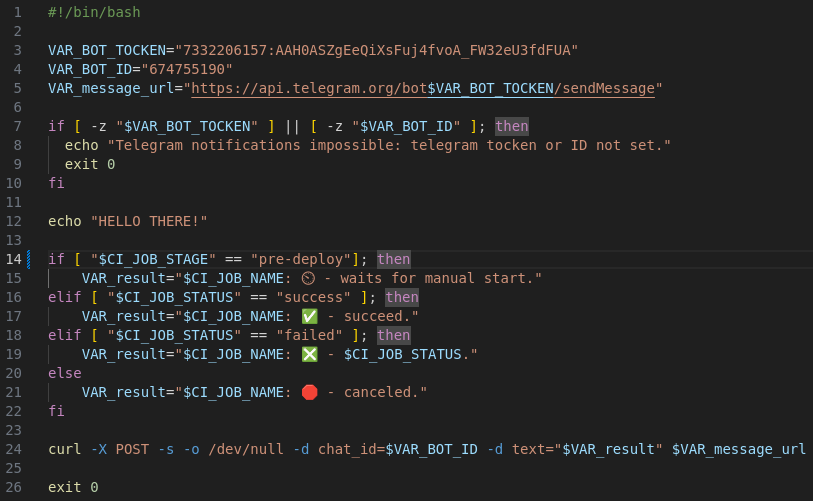 1 #!/bin/bash
2
3 VAR_BOT_TOCKEN="7332206157:AAH0ASZgEeQiXsFuj4fvoA_FW32eU3fdFUA"
4 VAR_BOT_ID="674755190"
5 VAR_message_url="https://api.telegram.org/bot$VAR_BOT_TOCKEN/sendMessage"
6
7 if [ -z "$VAR_BOT_TOCKEN" ] || [ -z "$VAR_BOT_ID" ]; then
8   echo "Telegram notifications impossible: telegram tocken or ID not set."
9   exit 0
10 fi
11
12 echo "HELLO THERE!"
13
14 if [ "$CI_JOB_STAGE" == "pre-deploy"]; then
15     VAR_result="$CI_JOB_NAME: ⏲ - waits for manual start."
16 elif [ "$CI_JOB_STATUS" == "success" ]; then
17     VAR_result="$CI_JOB_NAME: ✅ - succeed."
18 elif [ "$CI_JOB_STATUS" == "failed" ]; then
19     VAR_result="$CI_JOB_NAME: ❎ - $CI_JOB_STATUS."
20 else
21     VAR_result="$CI_JOB_NAME: 🛑 - canceled."
22 fi
23
24 curl -X POST -s -o /dev/null -d chat_id=$VAR_BOT_ID -d text="$VAR_result" $VAR_message_url
25
26 exit 0